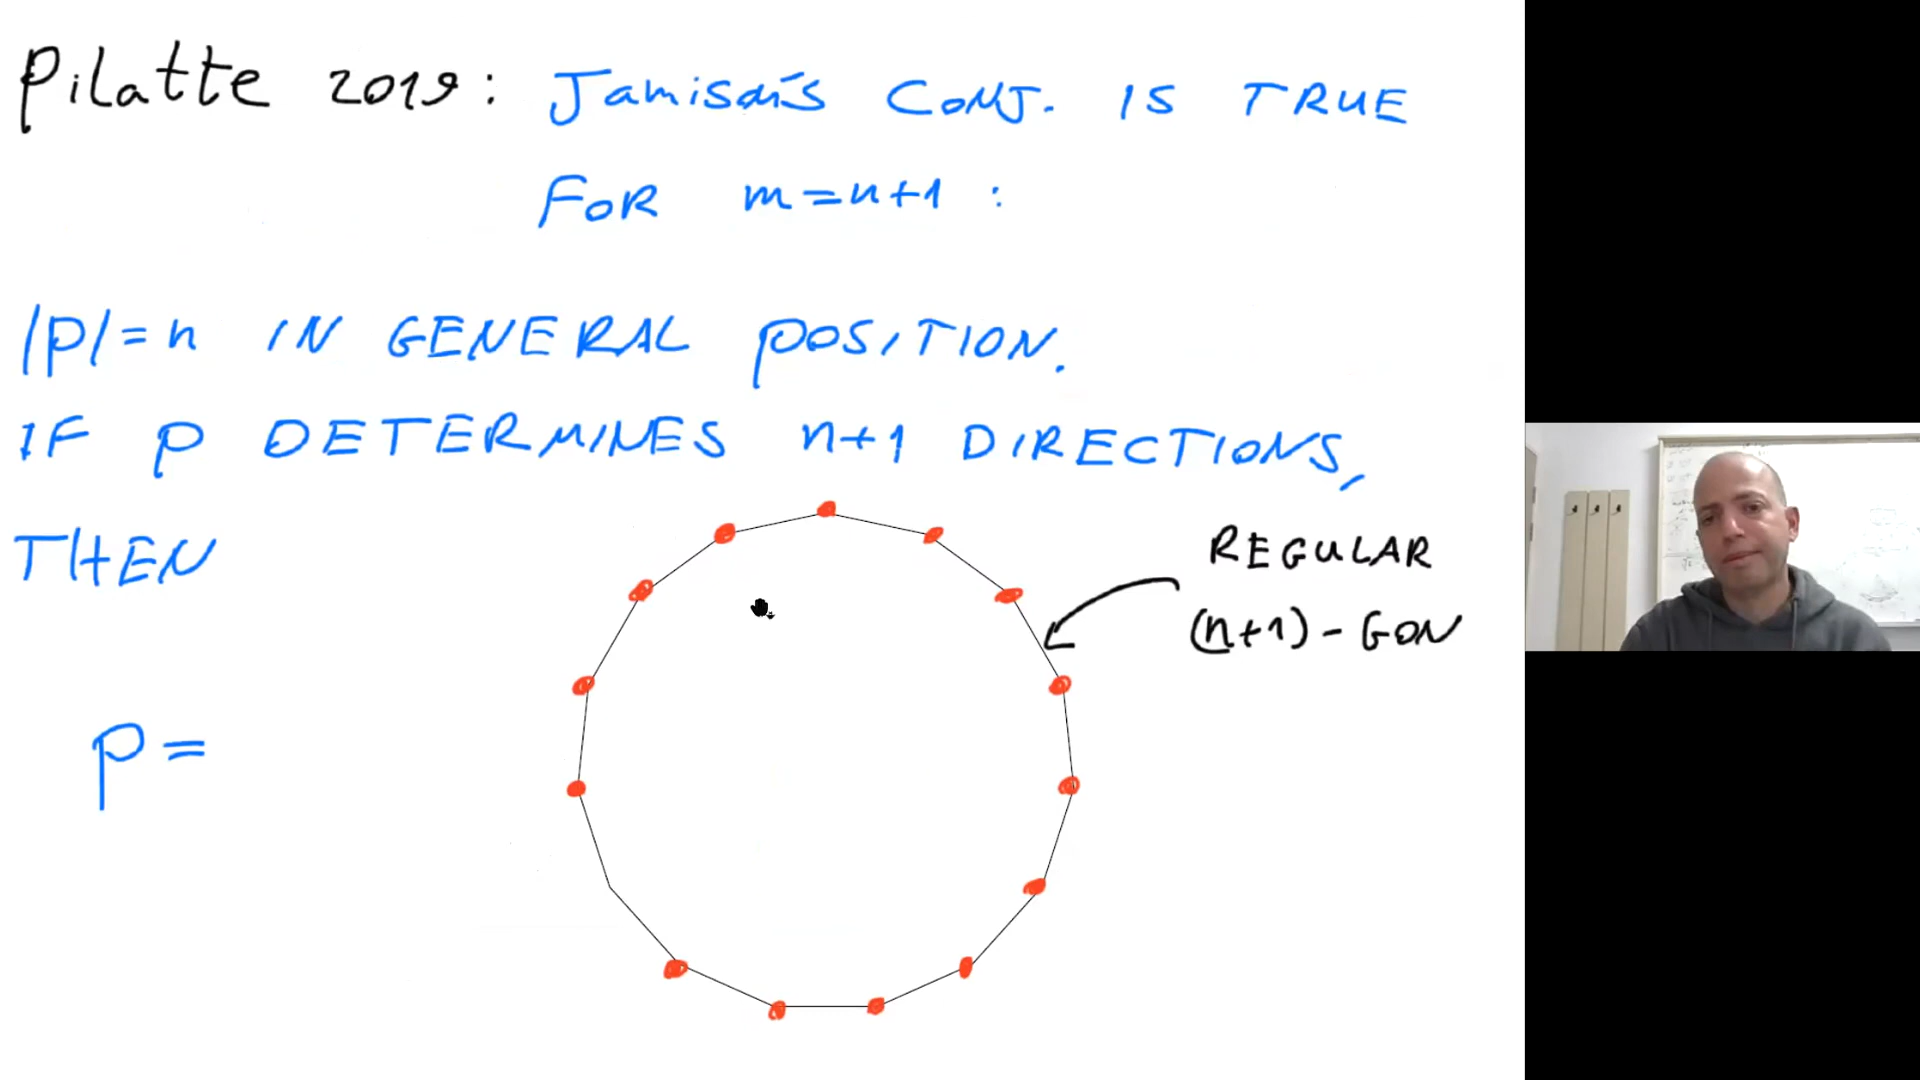 Pilatte 2019: Jamison's CONJ. IS TRUE
FOR m=n+1 :
|P|=n IN GENERAL POSITION.
IF P DETERMINES n+1 DIRECTIONS,
THEN
REGULAR
(n+1)-GON
P=